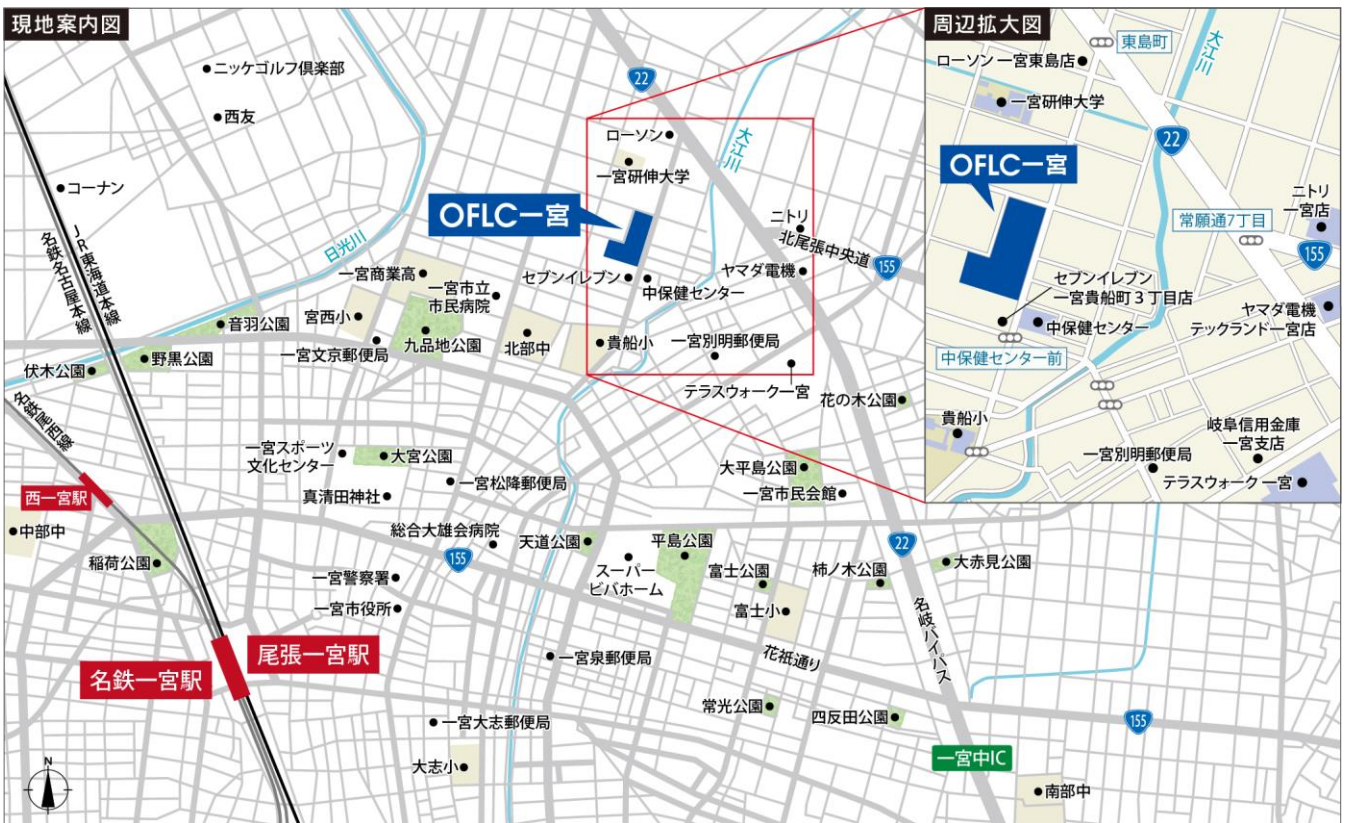 現地案内図
ニッケゴルフ倶楽部
西友
コーナン
JR東海道本線
名鉄名古屋本線
日光川
22
ローソン
大江川
一宮研伸大学
OFLC一宮
ニトリ
北尾張中央道
155
ヤマダ電機
セブンイレブン
中保健センター
一宮商業高
一宮市立
市民病院
音羽公園
宮西小
一宮文京郵便局
九品地公園
北部中
貴船小
一宮別明郵便局
テラスウォーク一宮
野黒公園
伏木公園
花の木公園
名鉄尾西線
西一宮駅
一宮スポーツ
文化センター
大宮公園
真清田神社
一宮松降郵便局
大平島公園
一宮市民会館
中部中
稲荷公園
総合大雄会病院
155
天道公園
スーパー
ビバホーム
平島公園
富士公園
富士小
柿ノ木公園
22
大赤見公園
名岐バイパス
一宮警察署
一宮市役所
尾張一宮駅
名鉄一宮駅
一宮泉郵便局
花祇通り
常光公園
四反田公園
155
一宮大志郵便局
大志小
一宮中IC
南部中
N
周辺拡大図
東島町
大江川
ローソン 一宮東島店
一宮研伸大学
22
OFLC一宮
ニトリ
一宮店
常願通7丁目
155
セブンイレブン
一宮貴船町3丁目店
中保健センター
ヤマダ電機
テックランド一宮店
中保健センター前
貴船小
岐阜信用金庫
一宮支店
一宮別明郵便局
テラスウォーク 一宮